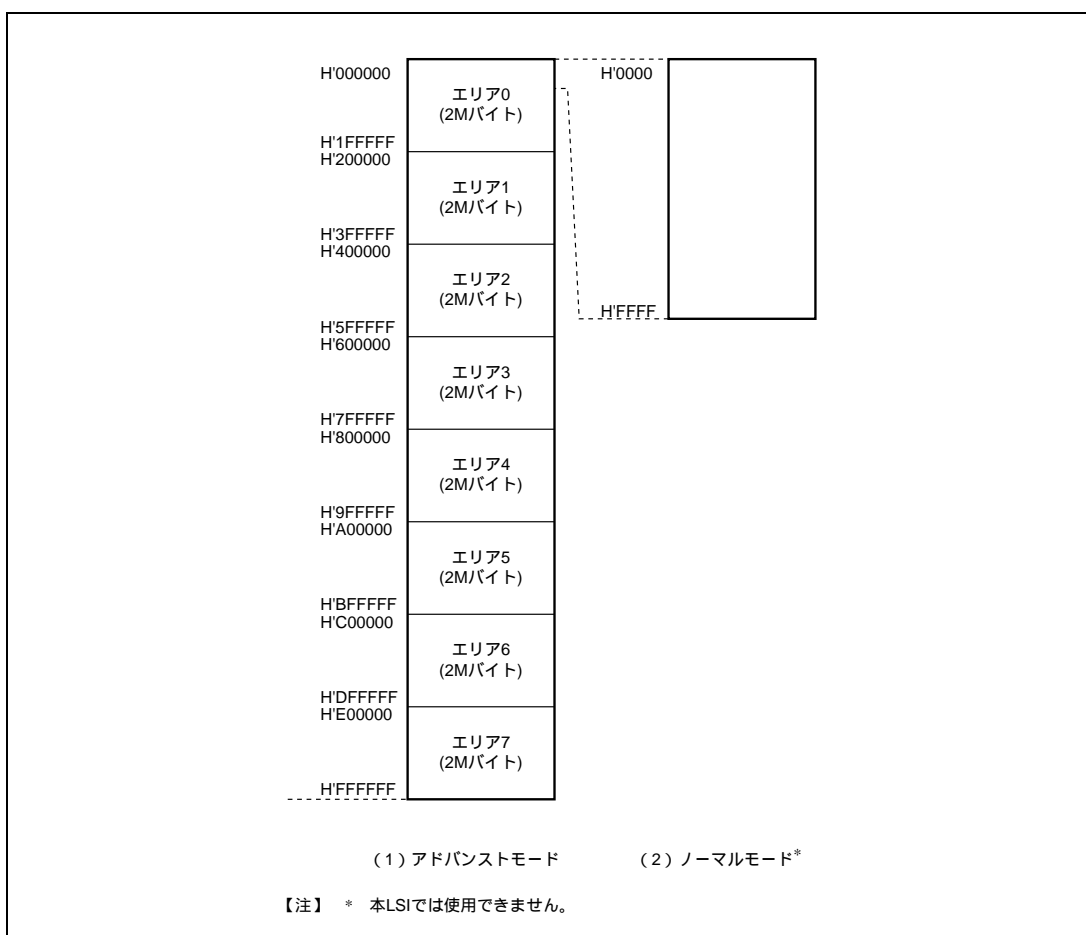 H'000000
エリア0
(2Mバイト)
H'1FFFFF
H'200000
エリア1
(2Mバイト)
H'3FFFFF
H'400000
エリア2
(2Mバイト)
H'5FFFFF
H'600000
エリア3
(2Mバイト)
H'7FFFFF
H'800000
エリア4
(2Mバイト)
H'9FFFFF
H'A00000
エリア5
(2Mバイト)
H'BFFFFF
H'C00000
エリア6
(2Mバイト)
H'DFFFFF
H'E00000
エリア7
(2Mバイト)
H'FFFFFF
H'0000
H'FFFF
(1)アドバンストモード
(2)ノーマルモード*
【注】 * 本LSIでは使用できません。